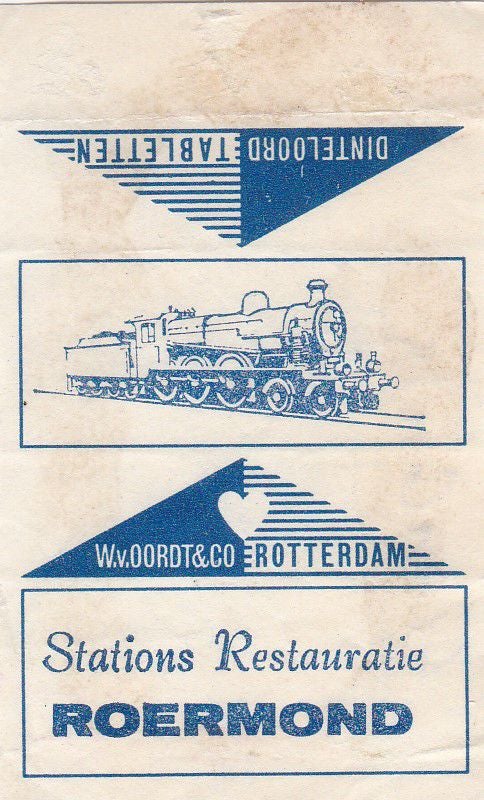 DINTELOORD TABLETTEN
W.v.OORDT&CO ROTTERDAM
Stations Restauratie
ROERMOND